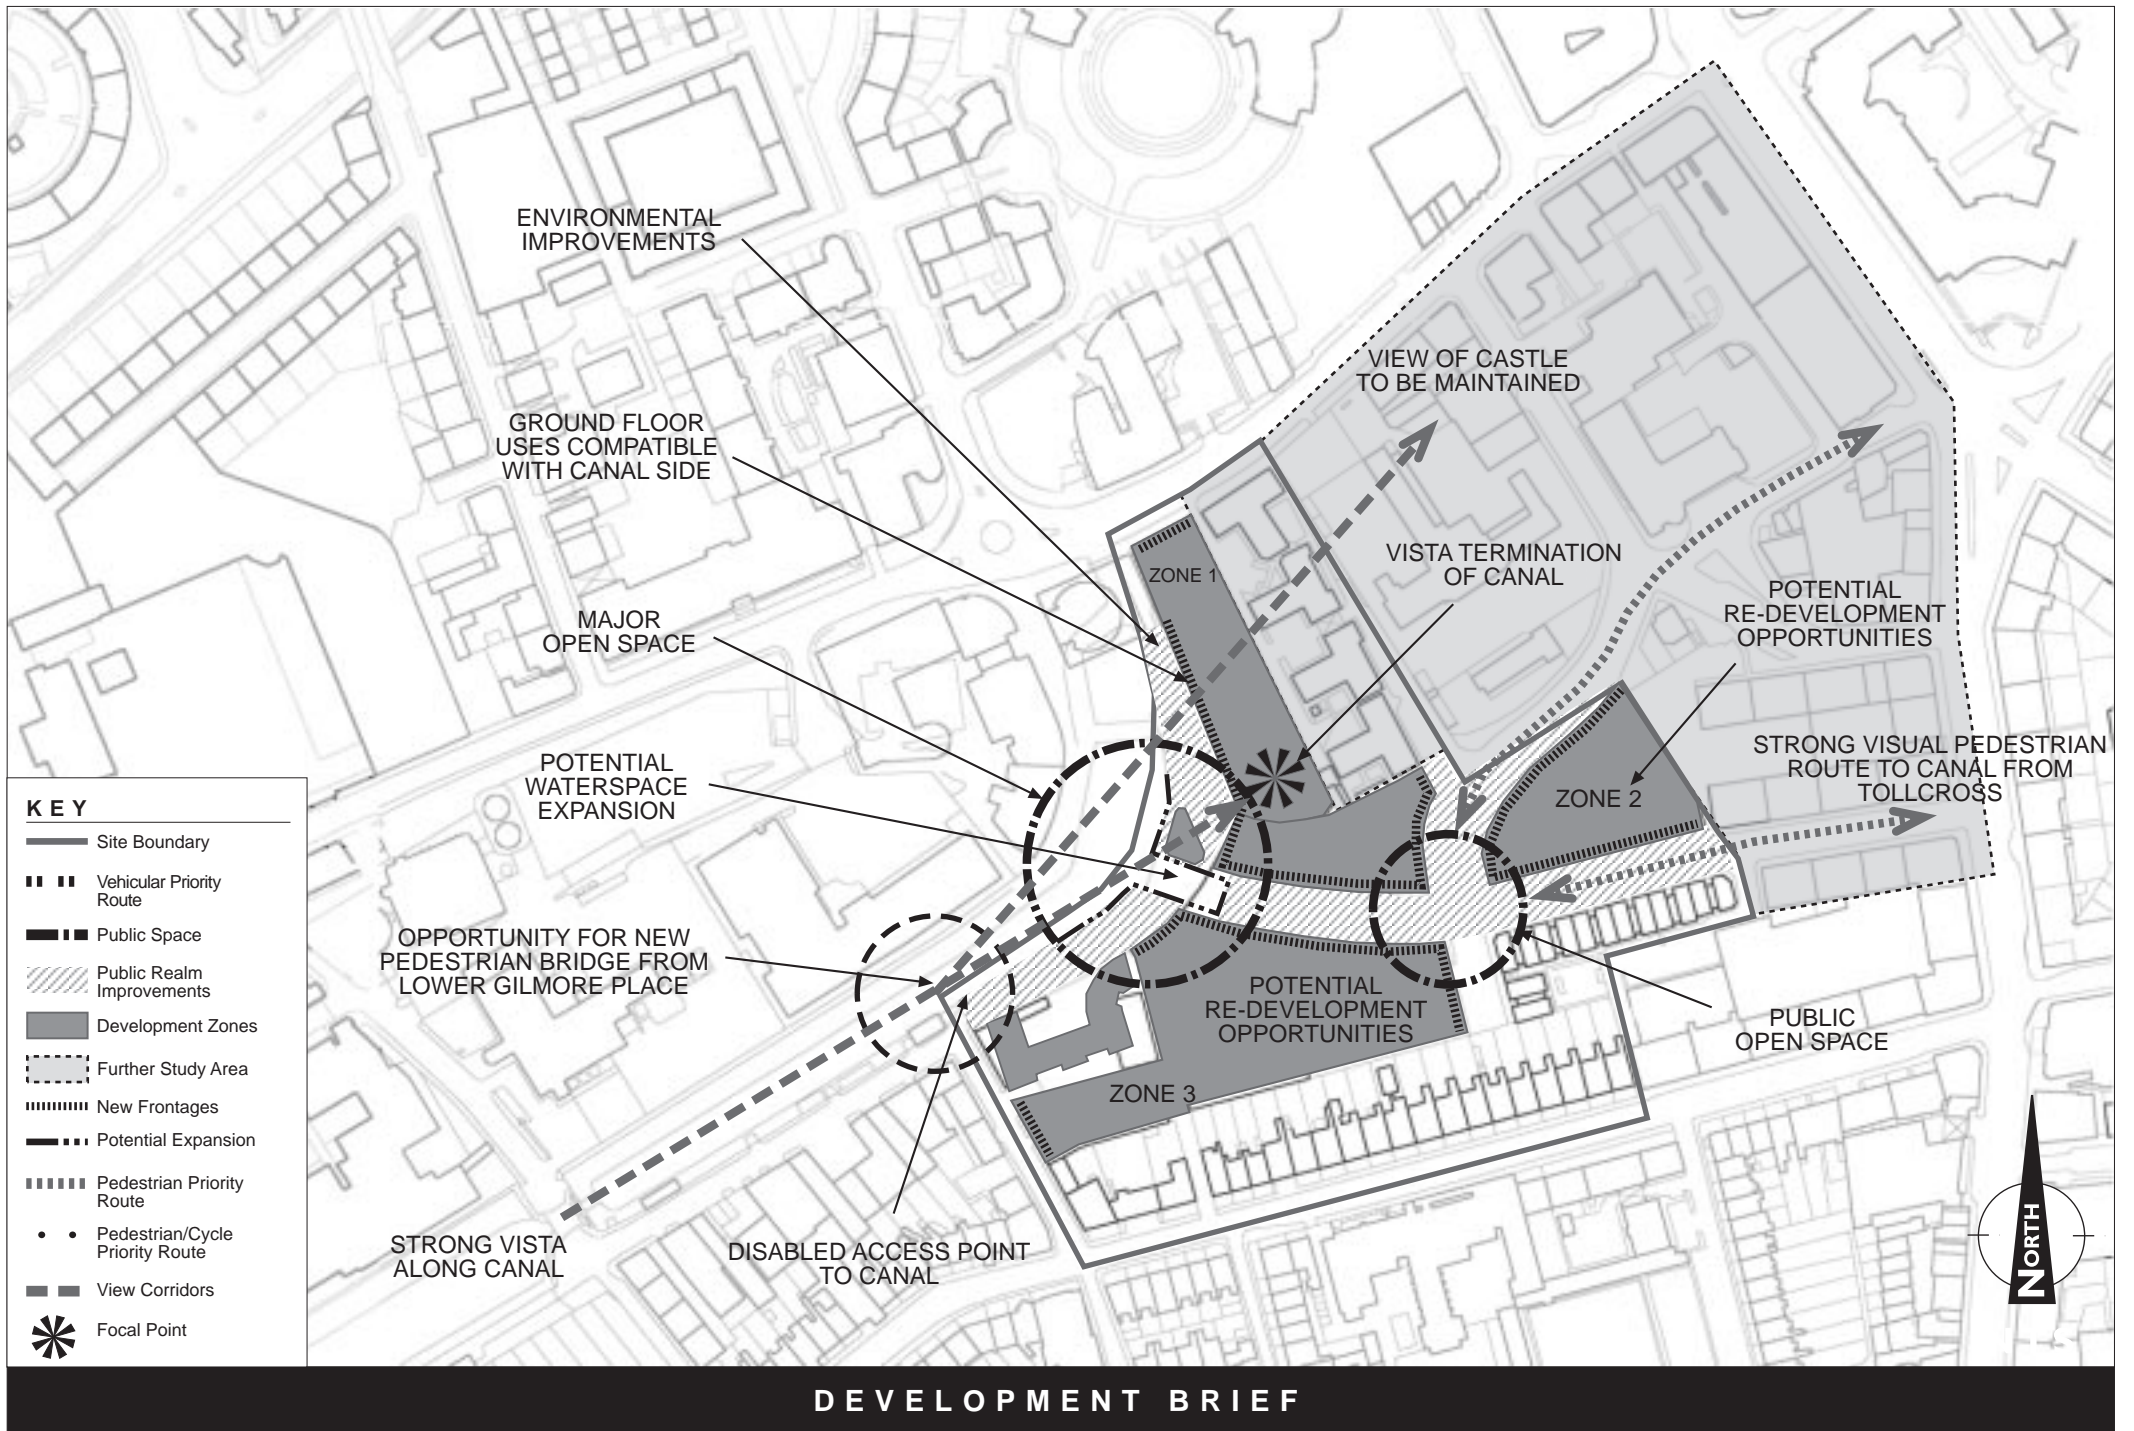 ENVIRONMENTAL
IMPROVEMENTS
VIEW OF CASTLE
TO BE MAINTAINED
GROUND FLOOR
USES COMPATIBLE
WITH CANAL SIDE
VISTA TERMINATION
OF CANAL
ZONE 1
POTENTIAL
RE-DEVELOPMENT
OPPORTUNITIES
MAJOR
OPEN SPACE
STRONG VISUAL PEDESTRIAN
ROUTE TO CANAL FROM
TOLLCROSS
POTENTIAL
WATERSPACE
EXPANSION
ZONE 2
OPPORTUNITY FOR NEW
PEDESTRIAN BRIDGE FROM
LOWER GILMORE PLACE
POTENTIAL
RE-DEVELOPMENT
OPPORTUNITIES
PUBLIC
OPEN SPACE
ZONE 3
STRONG VISTA
ALONG CANAL
DISABLED ACCESS POINT
TO CANAL
KEY
Site Boundary
Vehicular Priority
Route
Public Space
Public Realm
Improvements
Development Zones
Further Study Area
New Frontages
Potential Expansion
Pedestrian Priority
Route
Pedestrian/Cycle
Priority Route
View Corridors
Focal Point
NORTH
DEVELOPMENT BRIEF